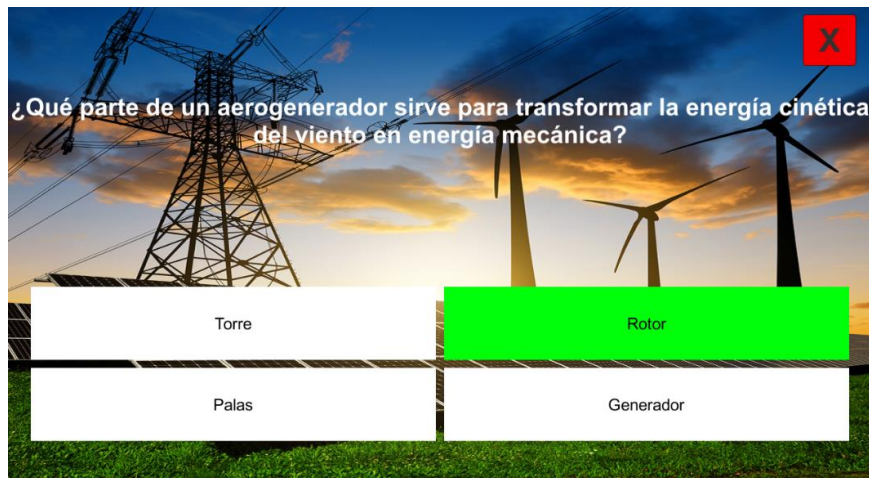 X
¿Qué parte de un aerogenerador sirve para transformar la energía cinética
del viento en energía mecánica?
Torre
Rotor
Palas
Generador